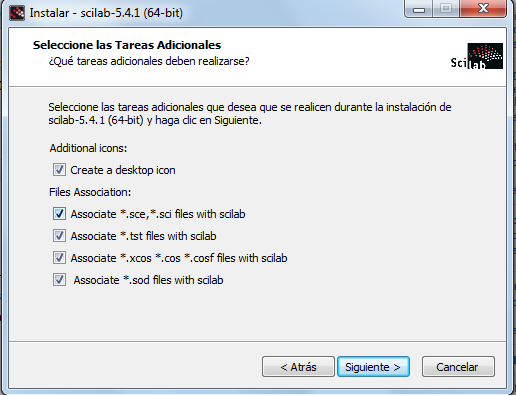 Instalar - scilab-5.4.1 (64-bit)
Seleccione las Tareas Adicionales
¿Qué tareas adicionales deben realizarse?
Scilab
Seleccione las tareas adicionales que desea que se realicen durante la instalación de
scilab-5.4.1 (64-bit) y haga clic en Siguiente.
Additional icons:
Create a desktop icon
Files Association:
Associate *.sce,*.sci files with scilab
Associate *.tst files with scilab
Associate *.xcos *.cos *.cosf files with scilab
Associate *.sod files with scilab
< Atrás
Siguiente >
Cancelar